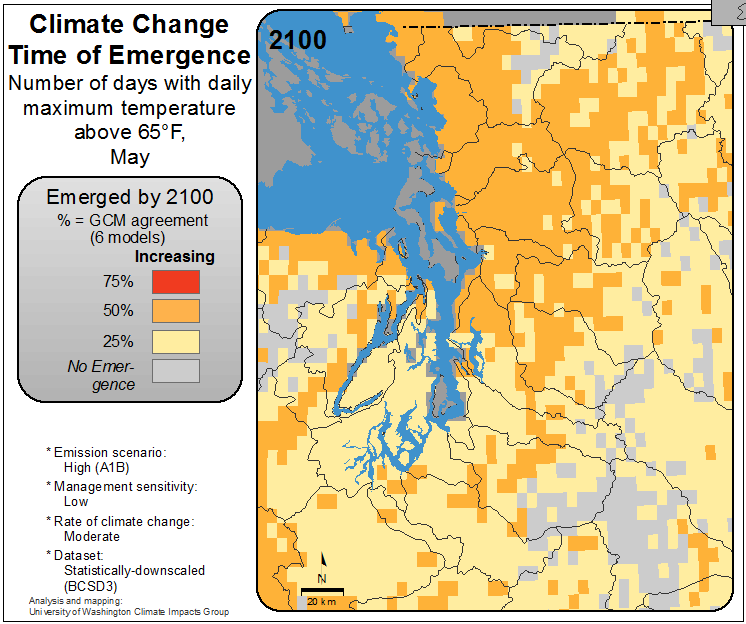 Climate Change
Time of Emergence
Number of days with daily
maximum temperature
above 65°F,
May
Emerged by 2100
% = GCM agreement
(6 models)
Increasing
75%
50%
25%
No Emer-
gence
* Emission scenario:
High (A1B)
* Management sensitivity:
Low
* Rate of climate change:
Moderate
* Dataset:
Statistically-downscaled
(BCSD3)
Analysis and mapping:
University of Washington Climate Impacts Group
2100
N
20 km